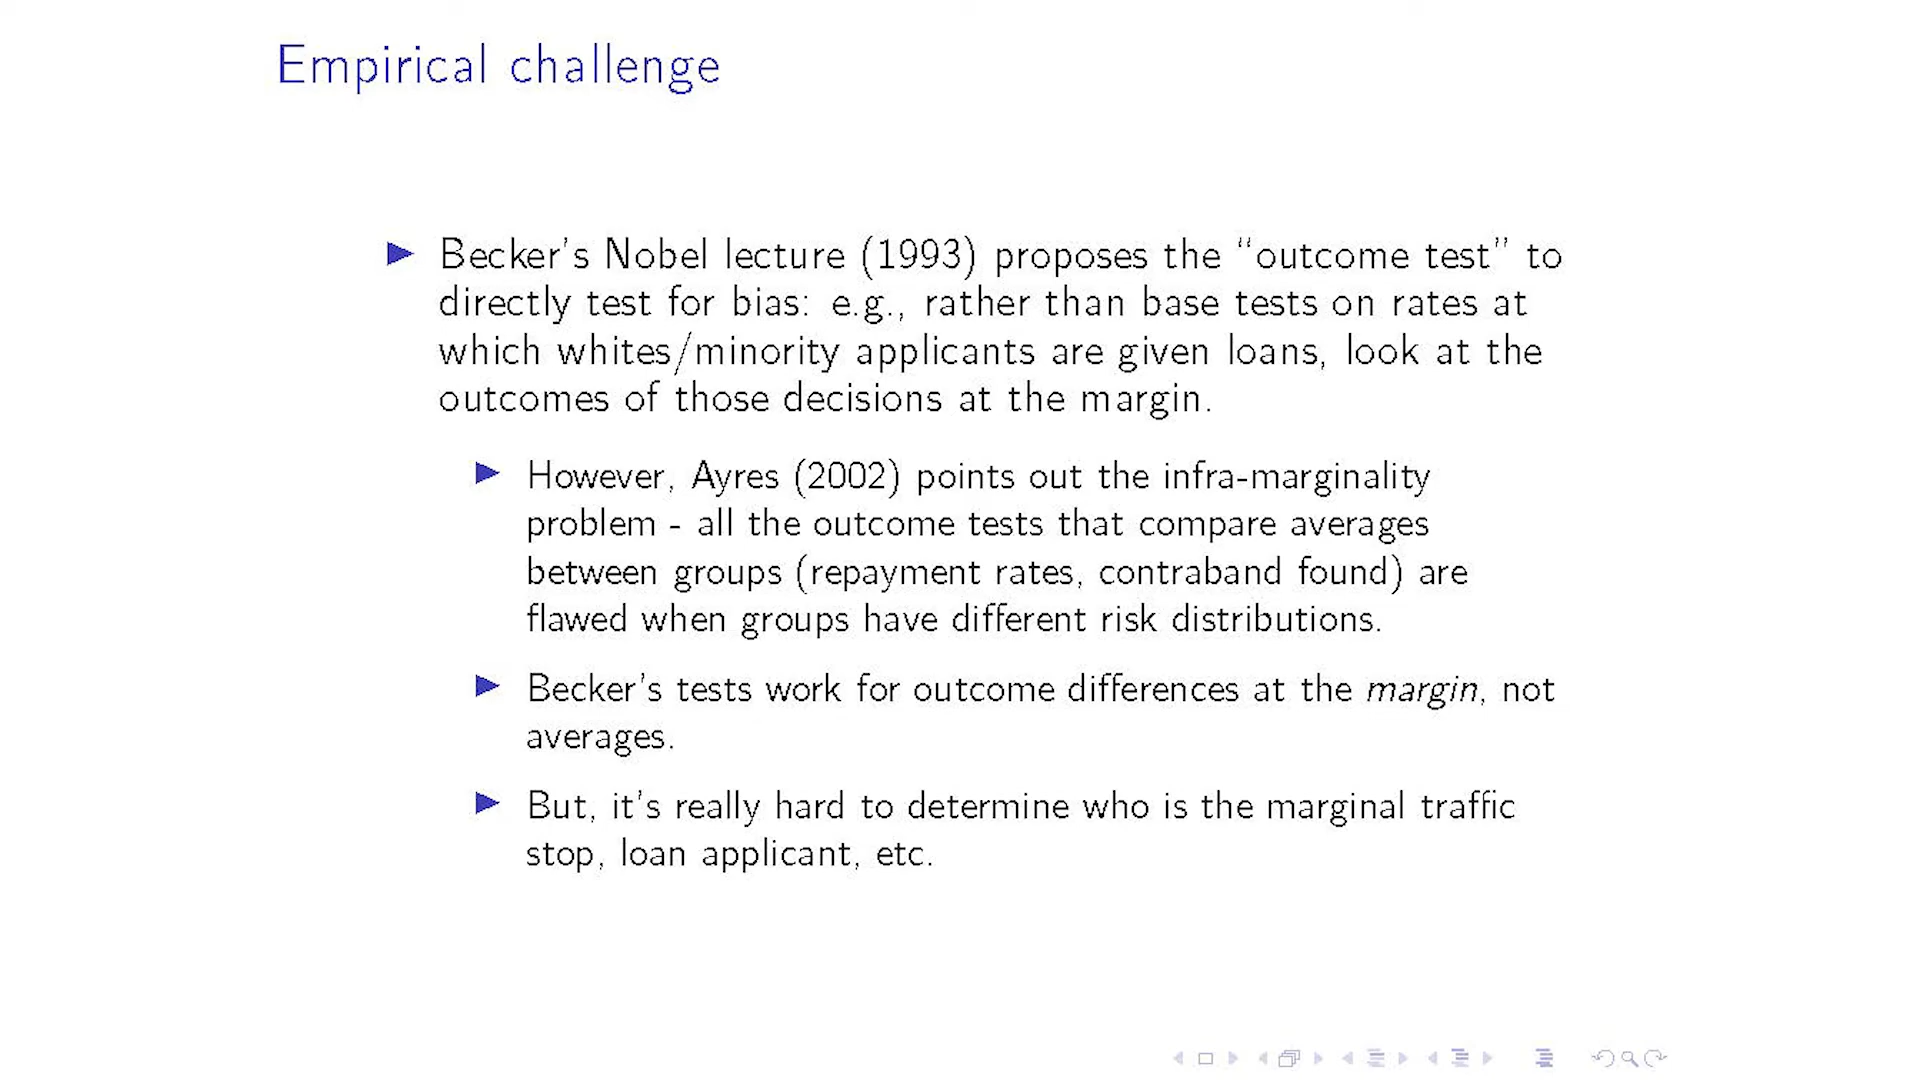 Empirical challenge
Becker's Nobel lecture (1993) proposes the “outcome test” to
directly test for bias: e.g., rather than base tests on rates at
which whites/minority applicants are given loans, look at the
outcomes of those decisions at the margin.
However, Ayres (2002) points out the infra-marginality
problem - all the outcome tests that compare averages
between groups (repayment rates, contraband found) are
flawed when groups have different risk distributions.
Becker's tests work for outcome differences at the margin, not
averages.
But, it's really hard to determine who is the marginal traffic
stop, loan applicant, etc.